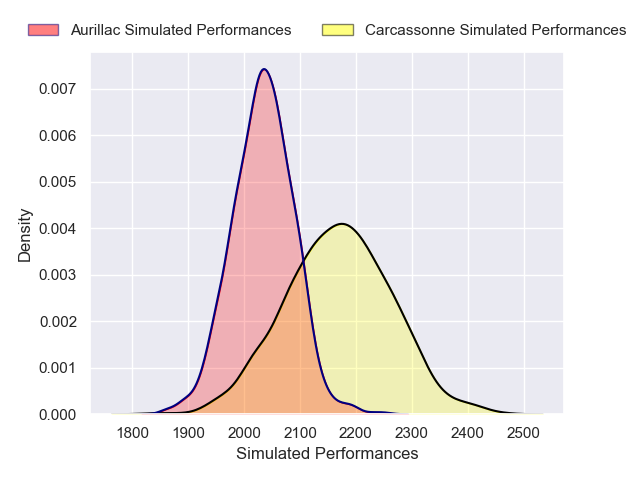 Aurillac Simulated Performances Carcassonne Simulated Performances
0.007
0.006
0.005
0.004
0.003
0.002
0.001
0.000
Density
1800 1900 2000 2100 2200 2300 2400 2500
Simulated Performances